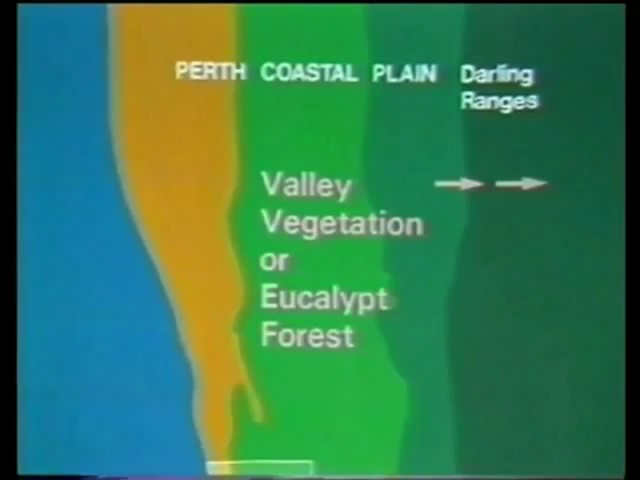 PERTH COASTAL PLAIN
Darling
Ranges
Valley
Vegetation
or
Eucalypt
Forest